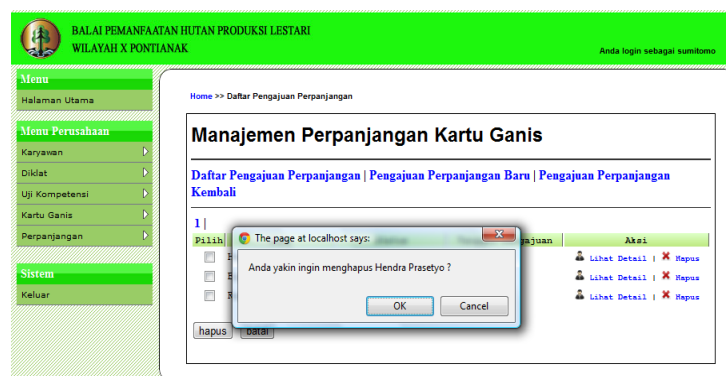 BALAI PEMANFAATAN HUTAN PRODUKSI LESTARI
WILAYAH X PONTIANAK
Anda login sebagai sumitomo
Menu
Halaman Utama
Menu Perusahaan
Karyawan
Diklat
Uji Kompetensi
Kartu Ganis
Perpanjangan
Sistem
Keluar
Home >> Daftar Pengajuan Perpanjangan
Manajemen Perpanjangan Kartu Ganis
Daftar Pengajuan Perpanjangan | Pengajuan Perpanjangan Baru | Pengajuan Perpanjangan
Kembali
1 |
Pilih Aksi
Lihat Detail | Hapus
Lihat Detail | Hapus
Lihat Detail | Hapus
The page at localhost says:
Anda yakin ingin menghapus Hendra Prasetyo ?
OK Cancel
hapus batal